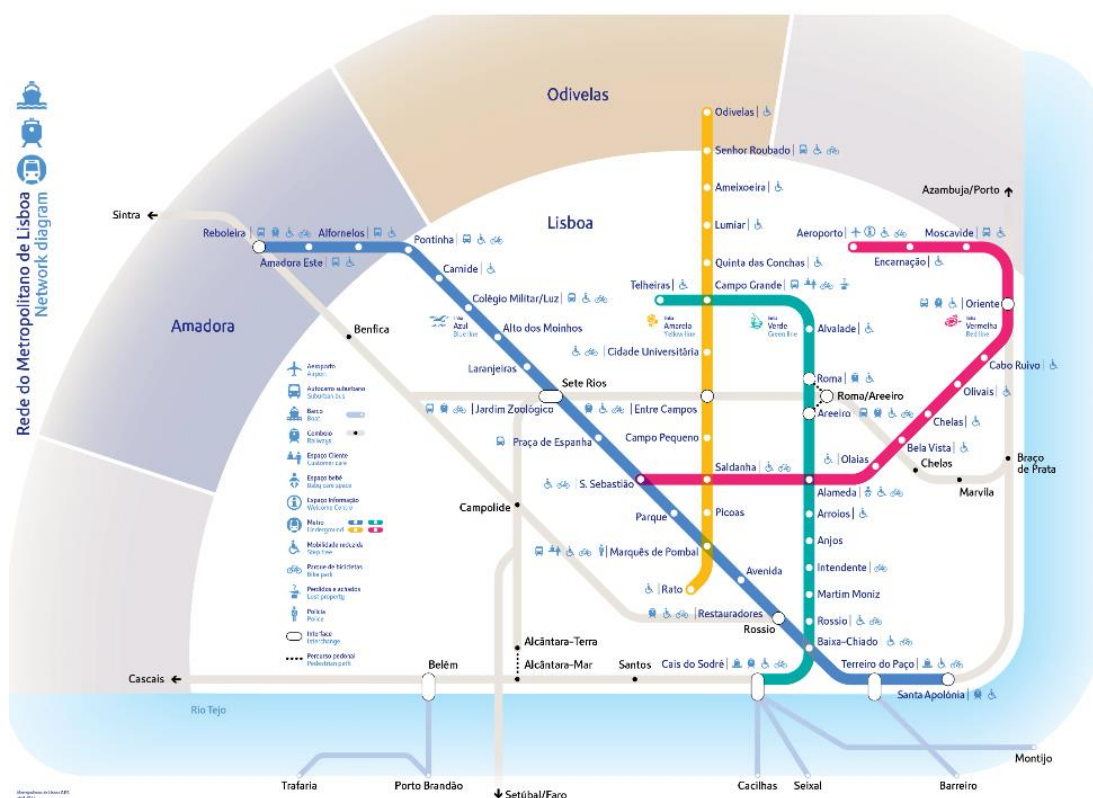 Rede do Metropolitano de Lisboa
Network diagram
Odivelas
Lisboa
Amadora
Odivelas
Senhor Roubado
Ameixoeira
Lumiar
Quinta das Conchas
Campo Grande
Telheiras
Azambuja/Porto
Aeroporto
Moscavide
Encarnação
Oriente
Sintra
Reboleira
Alfornelos
Pontinha
Amadora Este
Carnide
Colégio Militar/Luz
Linha
Azul
Blue line
Linha
Amarela
Yellow line
Linha
Verde
Green line
Linha
Vermelha
Red line
Alvalade
Benfica
Alto dos Moinhos
Cidade Universitária
Cabo Ruivo
Laranjeiras
Sete Rios
Roma
Roma/Areeiro
Olivais
Jardim Zoológico
Entre Campos
Areeiro
Chelas
Praça de Espanha
Campo Pequeno
Bela Vista
Olaias
Chelas
Braço
de Prata
Saldanha
S. Sebastião
Alameda
Marvila
Campolide
Parque
Picoas
Arroios
Anjos
Marquês de Pombal
Avenida
Intendente
Rato
Martim Moniz
Restauradores
Rossio
Rossio
Baixa-Chiado
Aeroporto
Airport
Autocarro suburbano
Suburban bus
Barco
Boat
Comboio
Railways
Espaço Cliente
Customer care
Espaço bebé
Baby care space
Espaço Informação
Welcome Centre
Metro
Underground
Mobilidade reduzida
Step free
Parque de bicicletas
Bike park
Perdidos e achados
Lost property
Polícia
Police
Interface
Interchange
Percurso pedonal
Pedestrian path
Alcântara-Terra
Alcântara-Mar
Santos
Belém
Cascais
Cais do Sodré
Terreiro do Paço
Santa Apolónia
Rio Tejo
Trafaria
Porto Brandão
Setúbal/Faro
Cacilhas
Seixal
Barreiro
Montijo